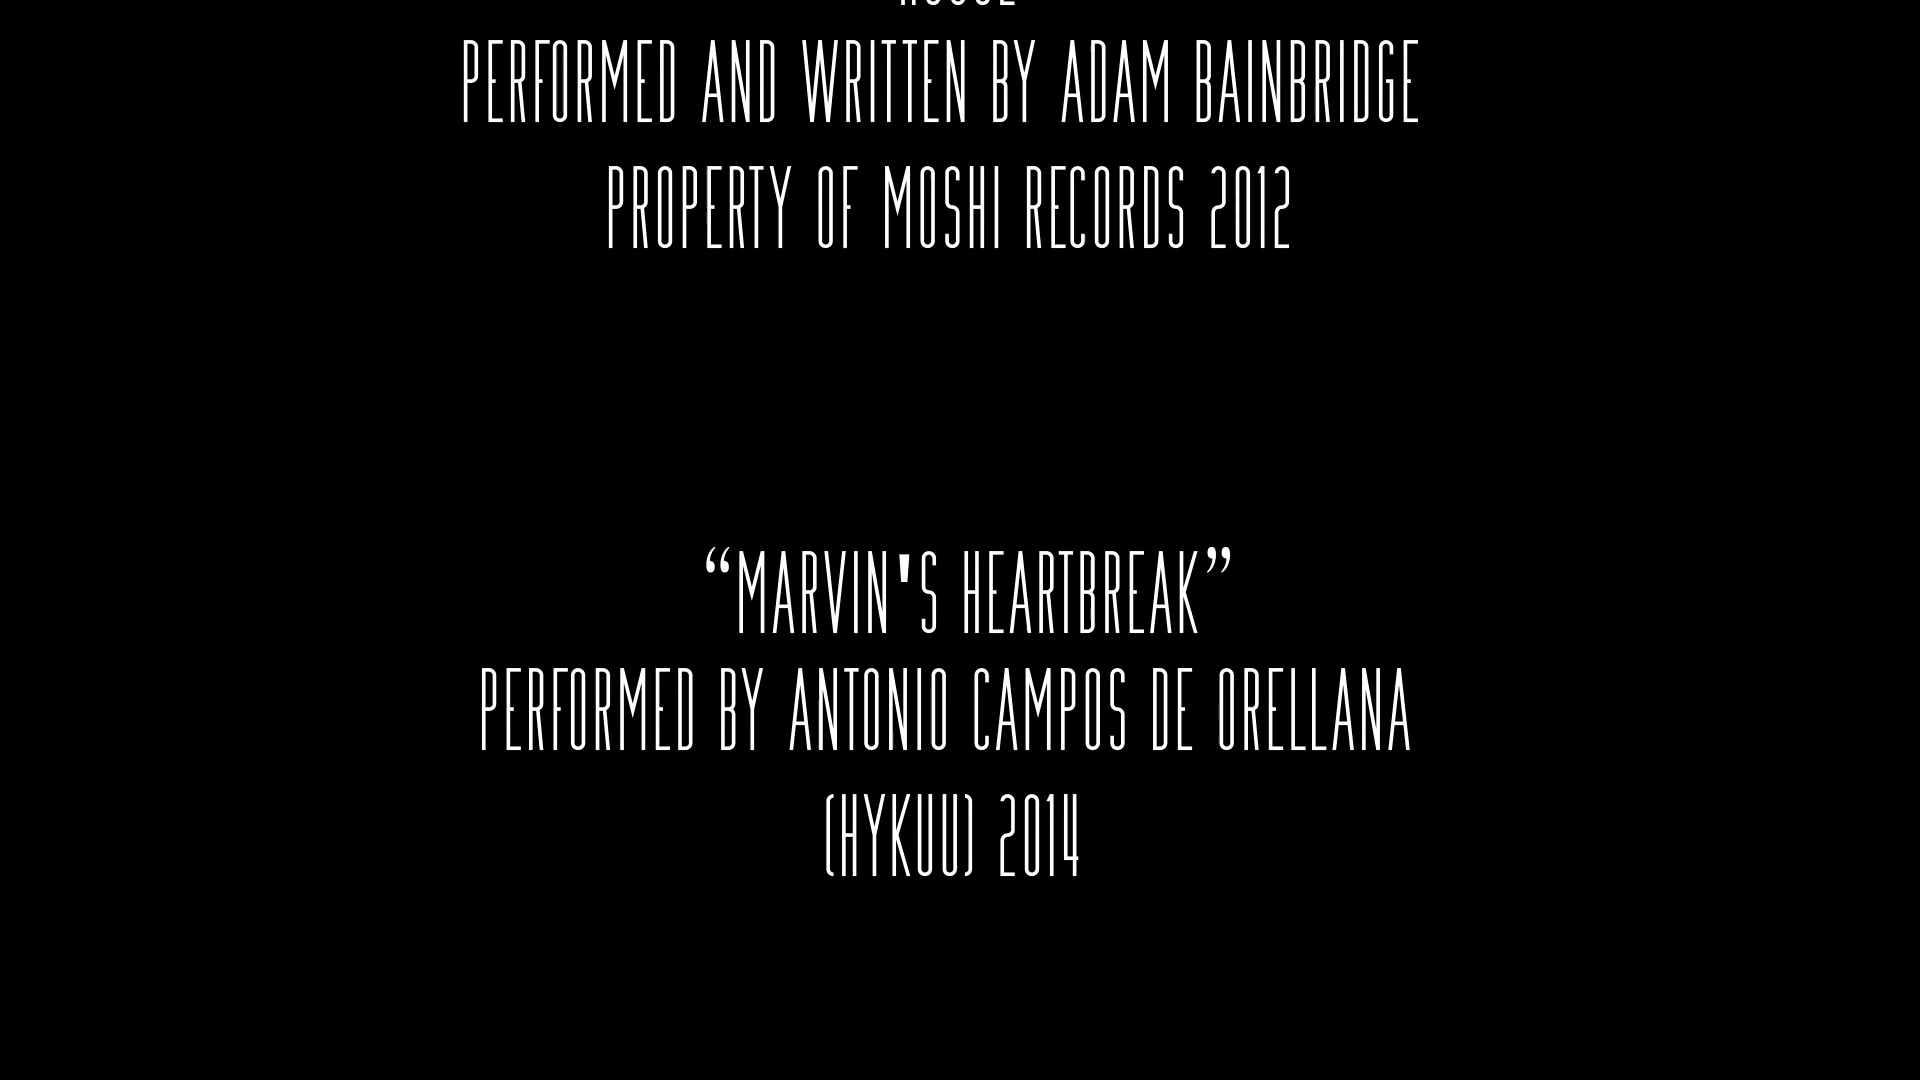 PERFORMED AND WRITTEN BY ADAM BAINBRIDGE
PROPERTY OF MOSHI RECORDS 2012
“MARVIN'S HEARTBREAK”
PERFORMED BY ANTONIO CAMPOS DE ORELLANA
(HYKUU) 2014